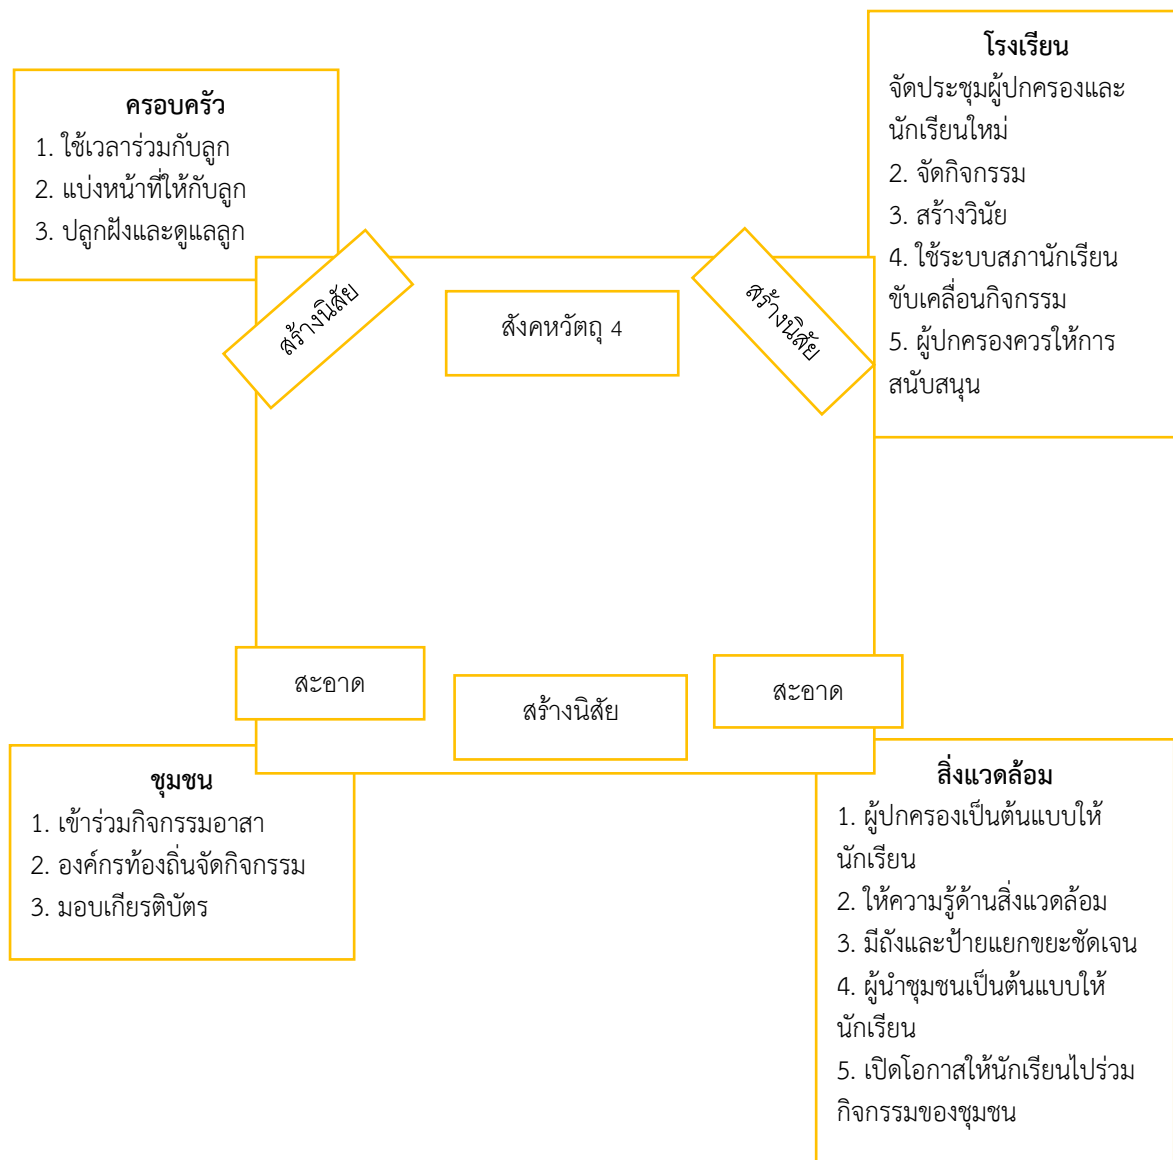 ครอบครัว
1. ใช้เวลาร่วมกับลูก
2. แบ่งหน้าที่ให้กับลูก
3. ปลูกฝังและดูแลลูก
โรงเรียน
จัดประชุมผู้ปกครองและ
นักเรียนใหม่
2. จัดกิจกรรม
3. สร้างวินัย
4. ใช้ระบบสภานักเรียน
ขับเคลื่อนกิจกรรม
5. ผู้ปกครองควรให้การ
สนับสนุน
สร้างนิสัย
สังคหวัตถุ 4
สร้างนิสัย
สะอาด
สร้างนิสัย
สะอาด
ชุมชน
1. เข้าร่วมกิจกรรมอาสา
2. องค์กรท้องถิ่นจัดกิจกรรม
3. มอบเกียรติบัตร
สิ่งแวดล้อม
1. ผู้ปกครองเป็นต้นแบบให้
นักเรียน
2. ให้ความรู้ด้านสิ่งแวดล้อม
3. มีถังและป้ายแยกขยะชัดเจน
4. ผู้นำชุมชนเป็นต้นแบบให้
นักเรียน
5. เปิดโอกาสให้นักเรียนไปร่วม
กิจกรรมของชุมชน